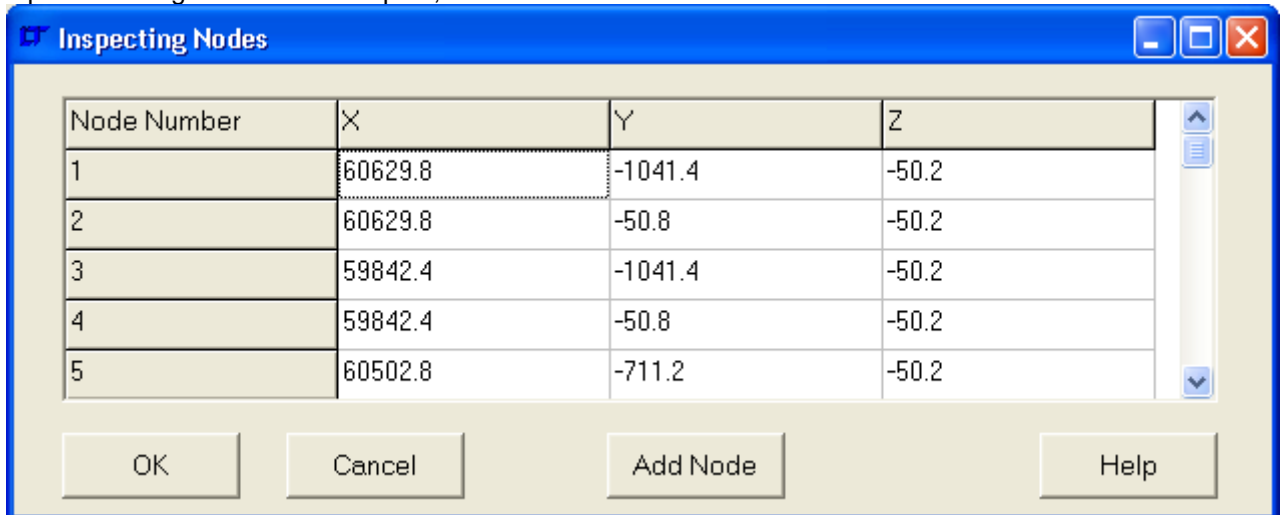 Inspecting Nodes
Node Number X Y Z
1 60629.8 -1041.4 -50.2
2 60629.8 -50.8 -50.2
3 59842.4 -1041.4 -50.2
4 59842.4 -50.8 -50.2
5 60502.8 -711.2 -50.2
OK Cancel Add Node Help